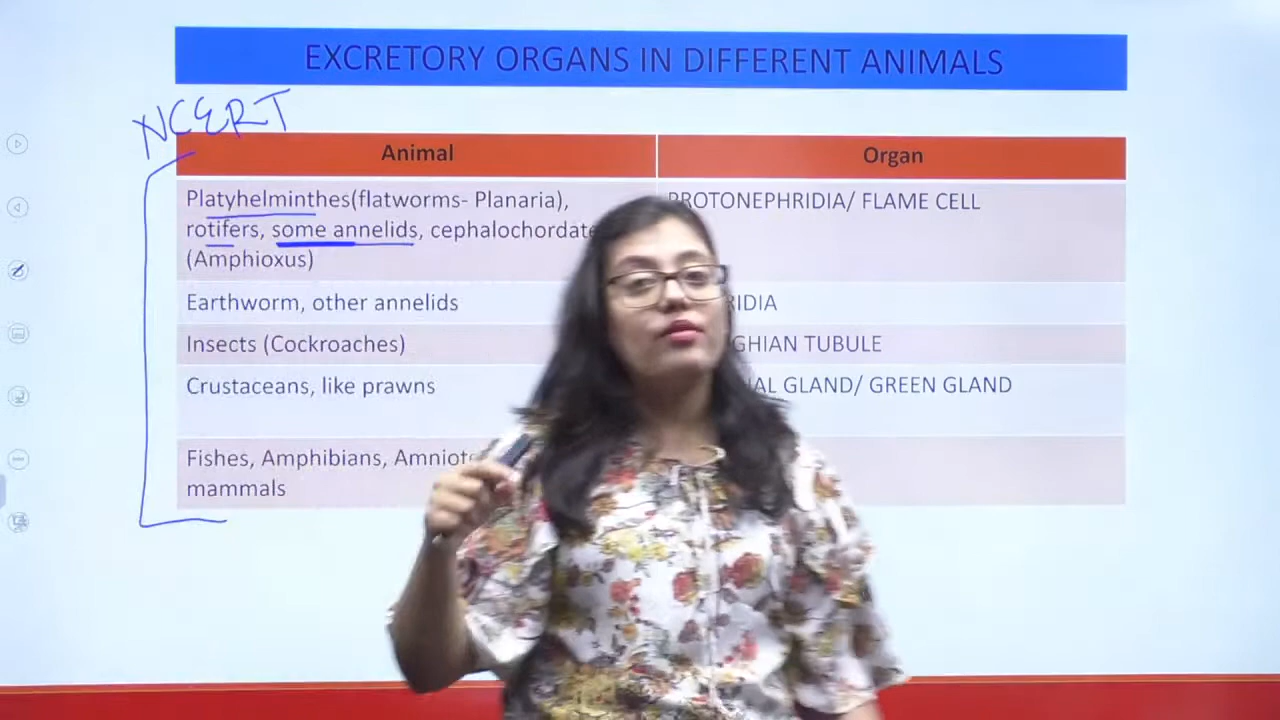 EXCRETORY ORGANS IN DIFFERENT ANIMALS
NCERT
Animal Organ
Platyhelminthes(flatworms- Planaria), PROTONEPHRIDIA/ FLAME CELL
rotifers, some annelids, cephalochordate
(Amphioxus)
Earthworm, other annelids RIDIA
Insects (Cockroaches) GHIAN TUBULE
Crustaceans, like prawns AL GLAND/ GREEN GLAND
Fishes, Amphibians, Amniot
mammals